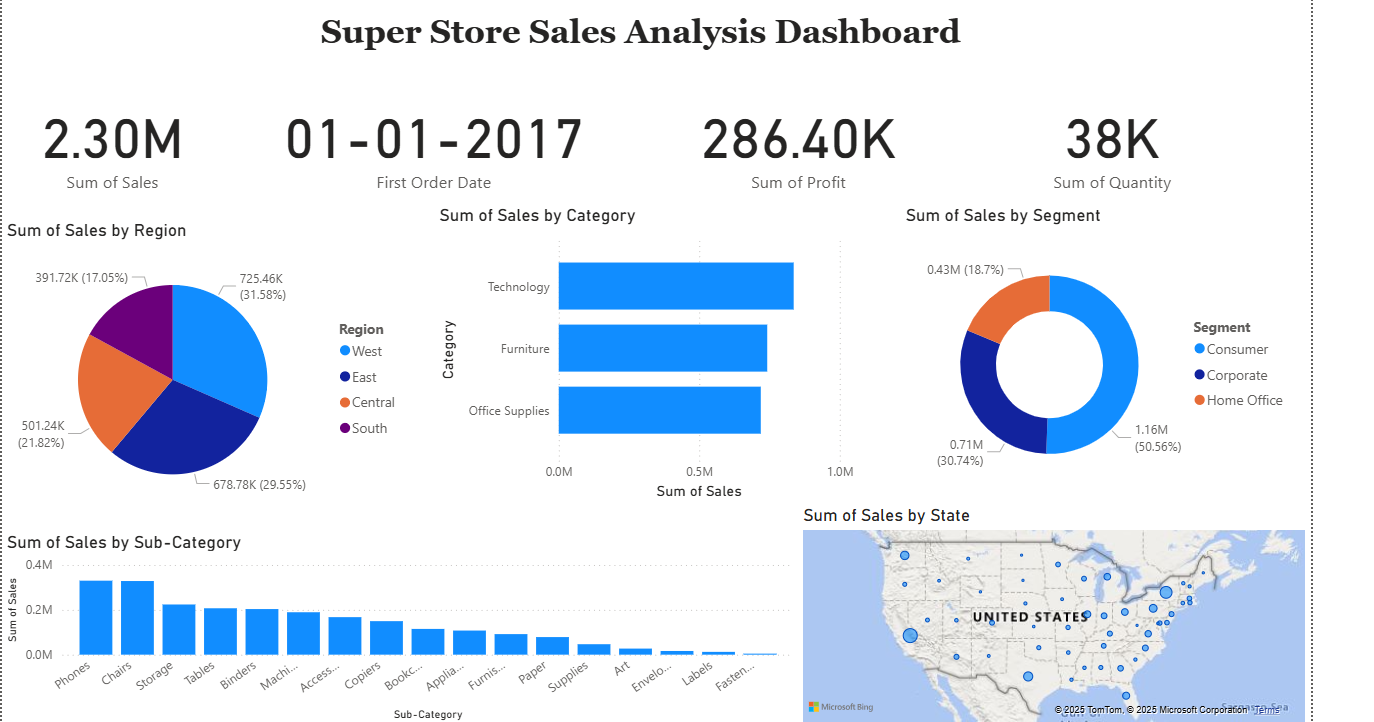 Super Store Sales Analysis Dashboard
2.30M
Sum of Sales
01-01-2017
First Order Date
286.40K
Sum of Profit
38K
Sum of Quantity
Sum of Sales by Region
391.72K (17.05%)
725.46K
(31.58%)
501.24K
(21.82%)
678.78K (29.55%)
Region
West
East
Central
South
Sum of Sales by Category
Category
Technology
Furniture
Office Supplies
0.0M
0.5M
1.0M
Sum of Sales
Sum of Sales by Segment
0.43M (18.7%)
0.71M
(30.74%)
1.16M
(50.56%)
Segment
Consumer
Corporate
Home Office
Sum of Sales by Sub-Category
Sum of Sales
0.4M
0.2M
0.0M
Phones
Chairs
Storage
Tables
Binders
Machi...
Access...
Copiers
Bookc...
Applia...
Furnis...
Paper
Supplies
Art
Envelo...
Labels
Fasten...
Sub-Category
Sum of Sales by State
UNITED STATES
Microsoft Bing
© 2025 TomTom, © 2025 Microsoft Corporation Terms